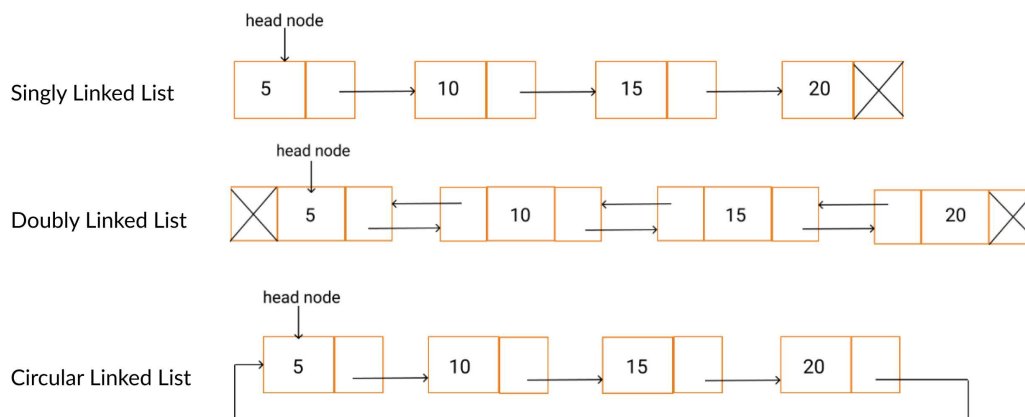 head node
Singly Linked List
5 10 15 20
head node
Doubly Linked List
5 10 15 20
head node
Circular Linked List
5 10 15 20